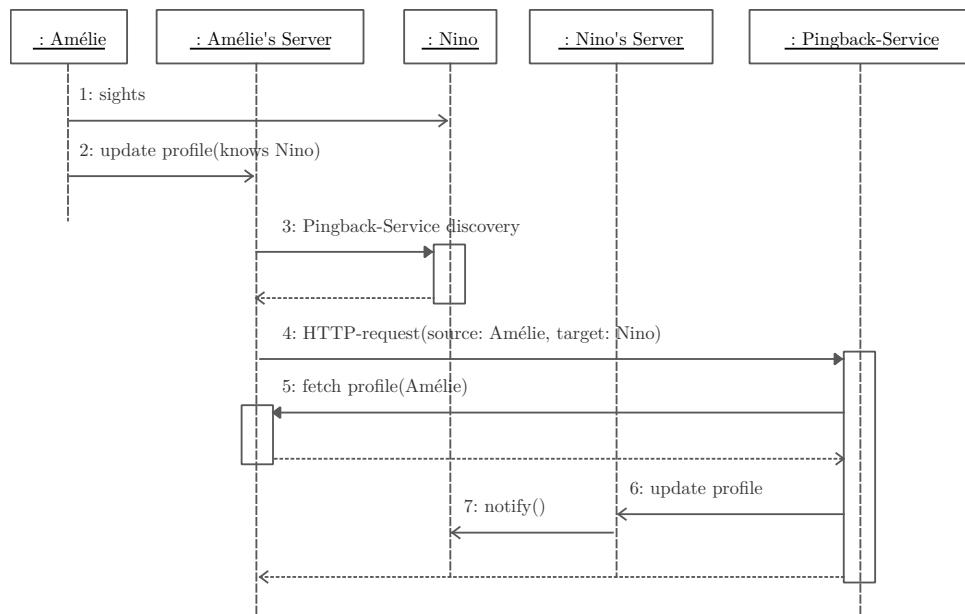 : Amélie
: Amélie's Server
: Nino
: Nino's Server
: Pingback-Service
1: sights
2: update profile(knows Nino)
3: Pingback-Service discovery
4: HTTP-request(source: Amélie, target: Nino)
5: fetch profile(Amélie)
6: update profile
7: notify()